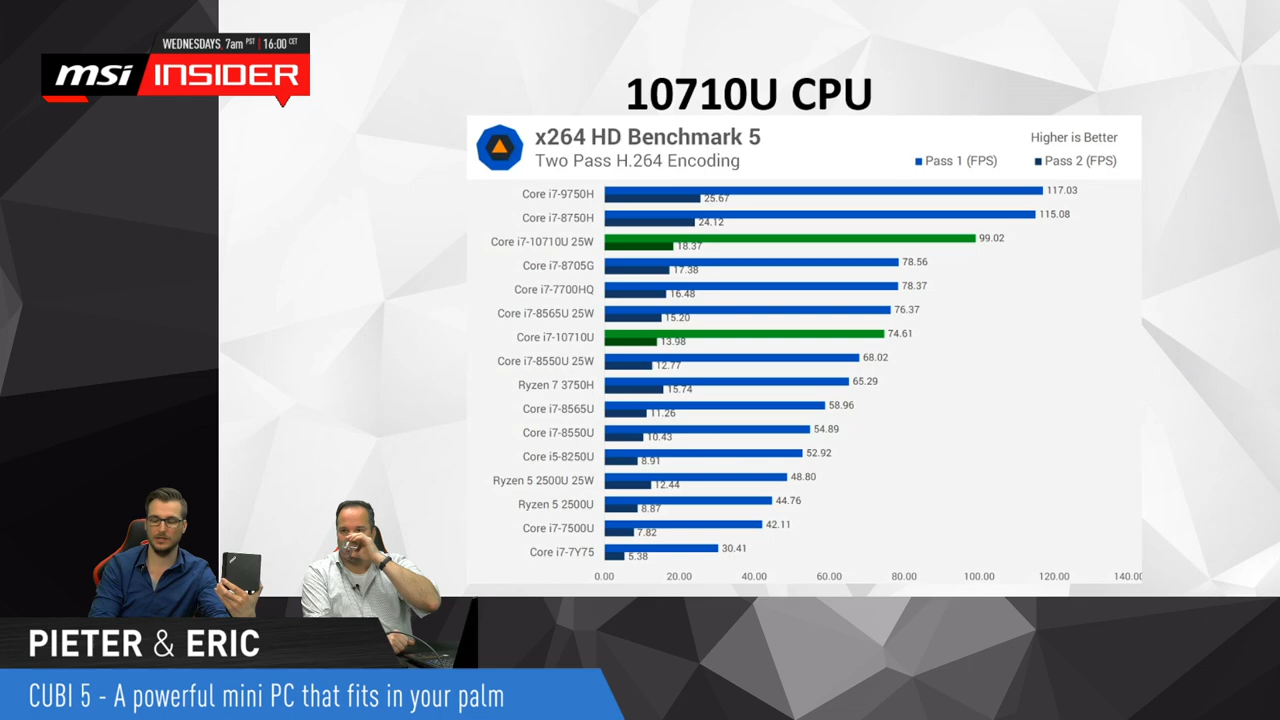 WEDNESDAYS, 7am PST | 16:00 CET
msi INSIDER
10710U CPU
x264 HD Benchmark 5
Higher is Better
Two Pass H.264 Encoding
Pass 1 (FPS) Pass 2 (FPS)
Core i7-9750H 117.03
25.67
Core i7-8750H 115.08
24.12
Core i7-10710U 25W 99.02
18.37
Core i7-8705G 78.56
17.38
Core i7-7700HQ 78.37
16.48
Core i7-8565U 25W 76.37
15.20
Core i7-10710U 74.61
13.98
Core i7-8550U 25W 68.02
12.77
Ryzen 7 3750H 65.29
15.74
Core i7-8565U 58.96
11.26
Core i7-8550U 54.89
10.43
Core i5-8250U 52.92
8.91
Ryzen 5 2500U 25W 48.80
12.44
Ryzen 5 2500U 44.76
8.87
Core i7-7500U 42.11
7.82
Core i7-7Y75 30.41
5.38
0.00 20.00 40.00 60.00 80.00 100.00 120.00 140.00
PIETER & ERIC
CUBI 5 - A powerful mini PC that fits in your palm